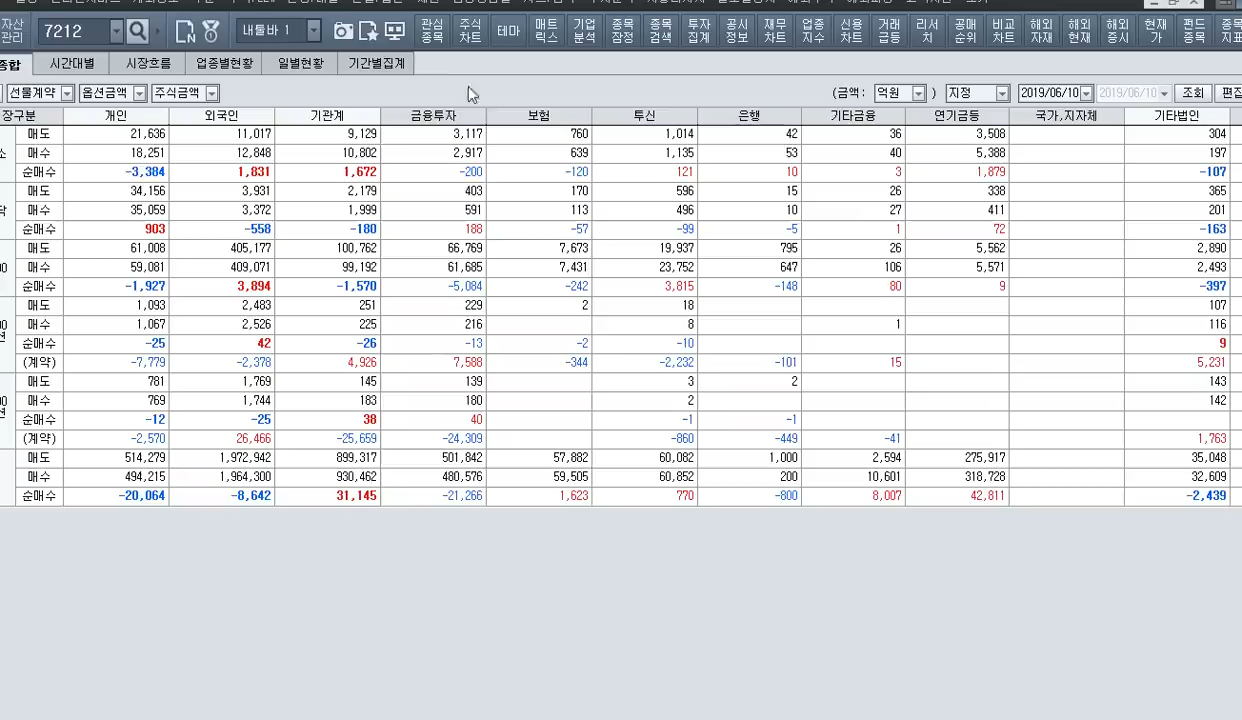 자산 관리 7212 내툴바 1 관심 종목 주식 차트 테마 매트 릭스 기업 분석 종목 잠정 종목 검색 투자 집계 공시 정보 재무 차트 업종 지수 신용 차트 거래 급등 리서 치 공매 순위 비교 차트 해외 자재 해외 현재 해외 증시 현재 가 펀드 종목 종목 지표
종합 시간대별 시장흐름 업종별현황 일별현황 기간별집계
선물계약 옵션금액 주식금액 (금액: 억원 ) 지정 2019/06/10 2019/06/10 조회 편집
장구분 개인 외국인 기관계 금융투자 보험 투신 은행 기타금융 연기금등 국가,지자체 기타법인
매도 21,636 11,017 9,129 3,117 760 1,014 42 36 3,508 304
소 매수 18,251 12,848 10,802 2,917 639 1,135 53 40 5,388 197
순매수 -3,384 1,831 1,672 -200 -120 121 10 3 1,879 -107
매도 34,156 3,931 2,179 403 170 596 15 26 338 365
닥 매수 35,059 3,372 1,999 591 113 496 10 27 411 201
순매수 903 -558 -180 188 -57 -99 -5 1 72 -163
매도 61,008 405,177 100,762 66,769 7,673 19,937 795 26 5,562 2,890
매수 59,081 409,071 99,192 61,685 7,431 23,752 647 106 5,571 2,493
순매수 -1,927 3,894 -1,570 -5,084 -242 3,815 -148 80 9 -397
매도 1,093 2,483 251 229 2 18 107
매수 1,067 2,526 225 216 8 1 116
순매수 -25 42 -26 -13 -2 -10 9
(계약) -7,779 -2,378 4,926 7,588 -344 -2,232 -101 15 5,231
매도 781 1,769 145 139 3 2 143
매수 769 1,744 183 180 2 142
순매수 -12 -25 38 40 -1 -1
(계약) -2,570 26,466 -25,659 -24,309 -860 -449 -41 1,763
매도 514,279 1,972,942 899,317 501,842 57,882 60,082 1,000 2,594 275,917 35,048
매수 494,215 1,964,300 930,462 480,576 59,505 60,852 200 10,601 318,728 32,609
순매수 -20,064 -8,642 31,145 -21,266 1,623 770 -800 8,007 42,811 -2,439